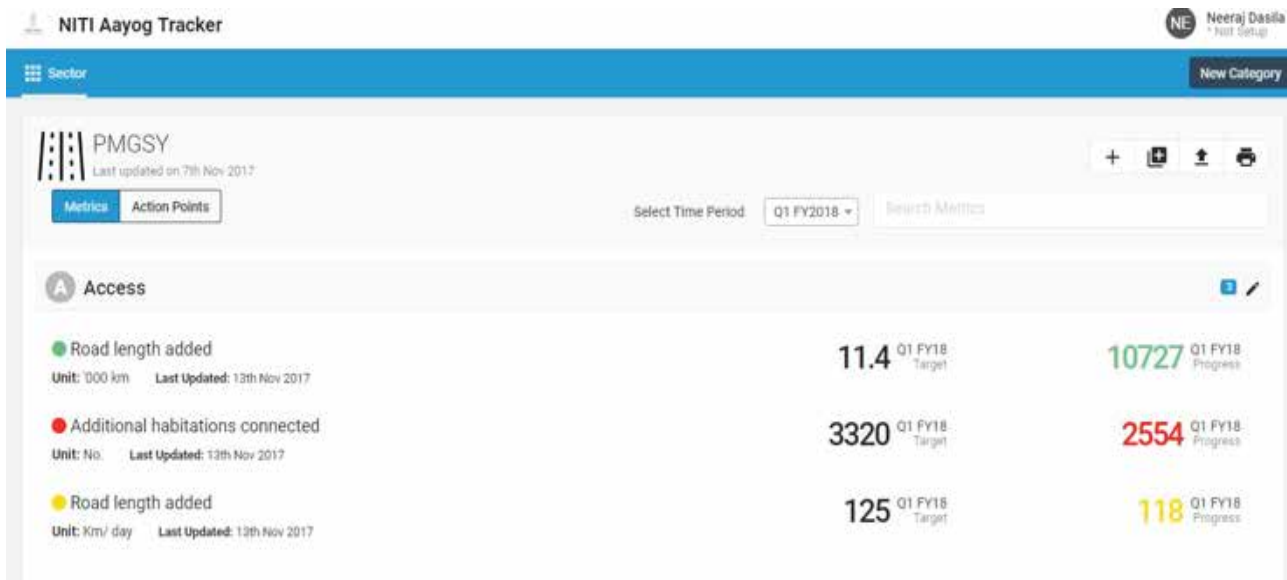 NITI Aayog Tracker
NE Neeraj Dasila
* Not Setup
Sector
New Category
PMGSY
Last updated on 7th Nov 2017
Metrics Action Points
Select Time Period Q1 FY2018 Search Metrics
A Access 3
Road length added 11.4 Q1 FY18 Target 10727 Q1 FY18 Progress
Unit: '000 km Last Updated: 13th Nov 2017
Additional habitations connected 3320 Q1 FY18 Target 2554 Q1 FY18 Progress
Unit: No. Last Updated: 13th Nov 2017
Road length added 125 Q1 FY18 Target 118 Q1 FY18 Progress
Unit: Km/ day Last Updated: 13th Nov 2017